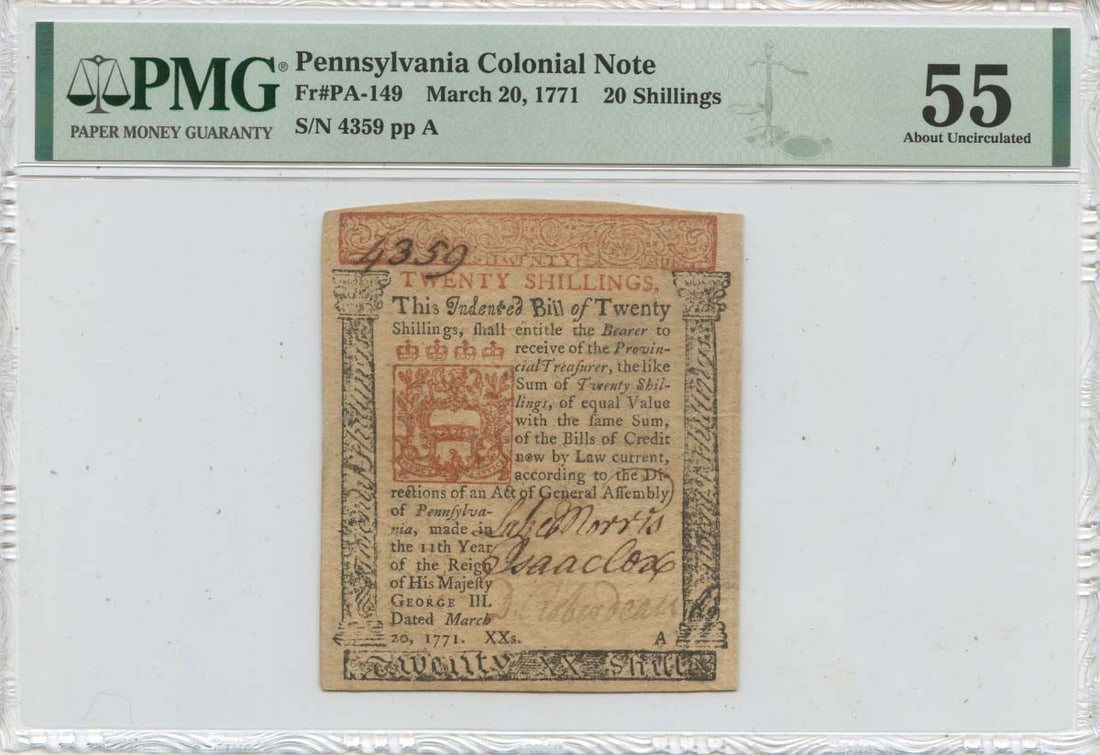 PMG®
PAPER MONEY GUARANTY
Pennsylvania Colonial Note
Fr#PA-149 March 20, 1771 20 Shillings
S/N 4359 pp A
55
About Uncirculated
4359
TWENTY
TWENTY SHILLINGS,
This Indented Bill of Twenty
Shillings, ſhall entitle the Bearer to
receive of the Provin-
cial Treaſurer, the like
Sum of Twenty Shil-
lings, of equal Value
with the ſame Sum,
of the Bills of Credit
now by Law current,
according to the Di-
rections of an Act of General Aſſembly
of Pennſylva-
nia, made in
the 11th Year
of the Reign
of His Majeſty
GEORGE III.
Dated March
20, 1771. XXs.
Luke Morris
Isaac Cox
D. Roberdeau
A
Twenty XX Shill